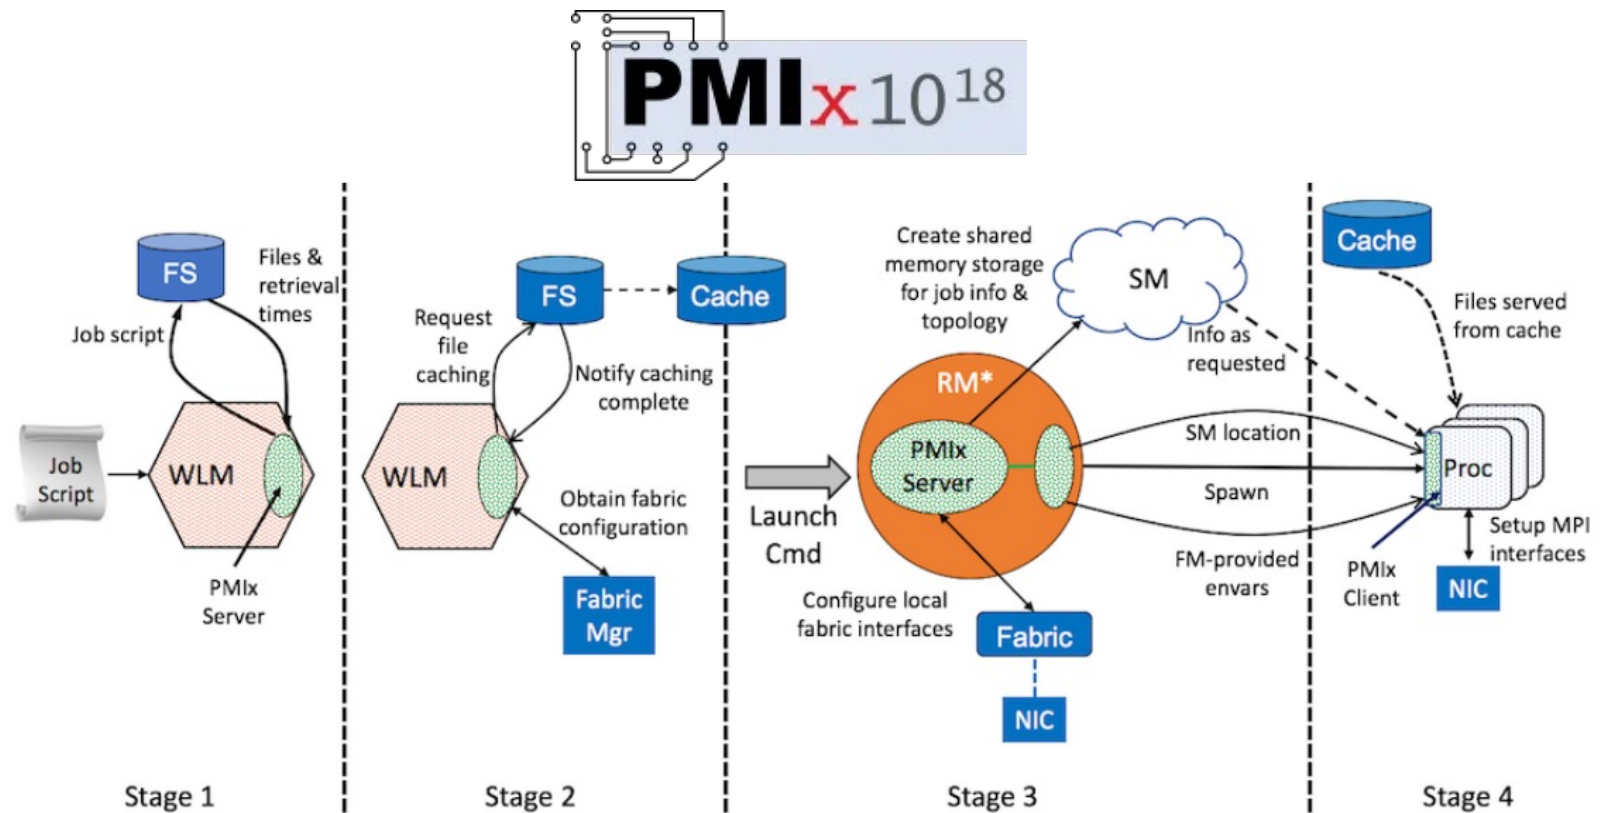 PMIx 10^18
FS
Files &
retrieval
times
Job script
Job
Script
WLM
PMIx
Server
Stage 1
FS
Cache
Request
file
caching
Notify caching
complete
WLM
Obtain fabric
configuration
Fabric
Mgr
Stage 2
Create shared
memory storage
for job info &
topology
SM
Info as
requested
RM*
PMIx
Server
Launch
Cmd
SM location
Spawn
FM-provided
envars
Configure local
fabric interfaces
Fabric
NIC
Stage 3
Cache
Files served
from cache
Proc
Setup MPI
interfaces
PMIx
Client
NIC
Stage 4